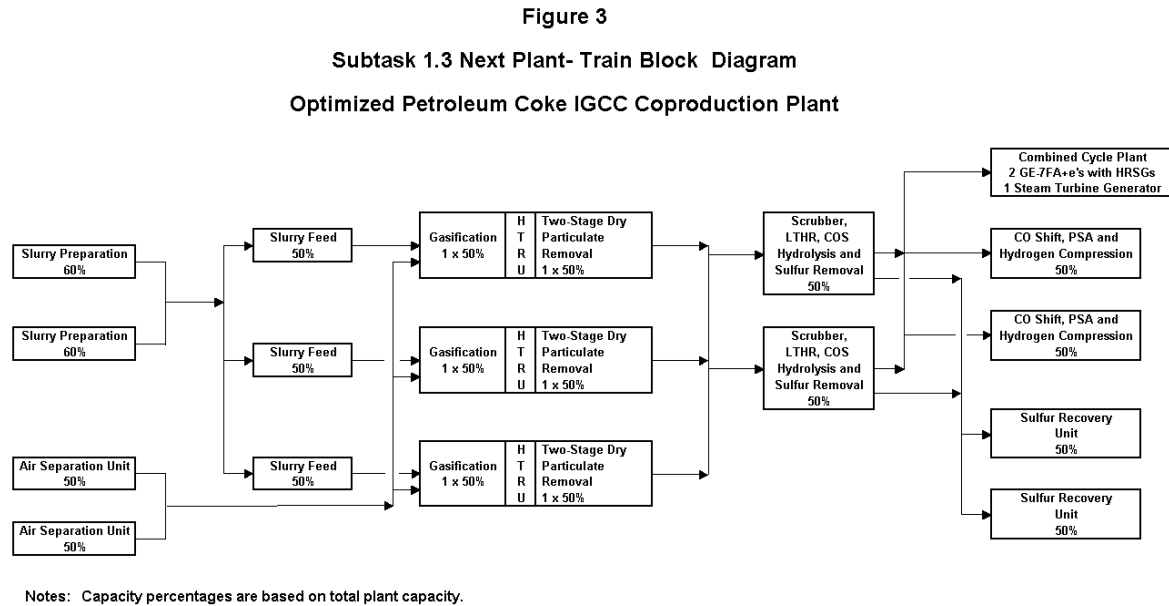 Figure 3
Subtask 1.3 Next Plant- Train Block Diagram
Optimized Petroleum Coke IGCC Coproduction Plant
Slurry Preparation
60%
Slurry Preparation
60%
Air Separation Unit
50%
Air Separation Unit
50%
Slurry Feed
50%
Slurry Feed
50%
Slurry Feed
50%
Gasification
1 x 50%
H
T
R
U
Two-Stage Dry
Particulate
Removal
1 x 50%
Gasification
1 x 50%
H
T
R
U
Two-Stage Dry
Particulate
Removal
1 x 50%
Gasification
1 x 50%
H
T
R
U
Two-Stage Dry
Particulate
Removal
1 x 50%
Scrubber,
LTHR, COS
Hydrolysis and
Sulfur Removal
50%
Scrubber,
LTHR, COS
Hydrolysis and
Sulfur Removal
50%
Combined Cycle Plant
2 GE-7FA+e's with HRSGs
1 Steam Turbine Generator
CO Shift, PSA and
Hydrogen Compression
50%
CO Shift, PSA and
Hydrogen Compression
50%
Sulfur Recovery
Unit
50%
Sulfur Recovery
Unit
50%
Notes: Capacity percentages are based on total plant capacity.